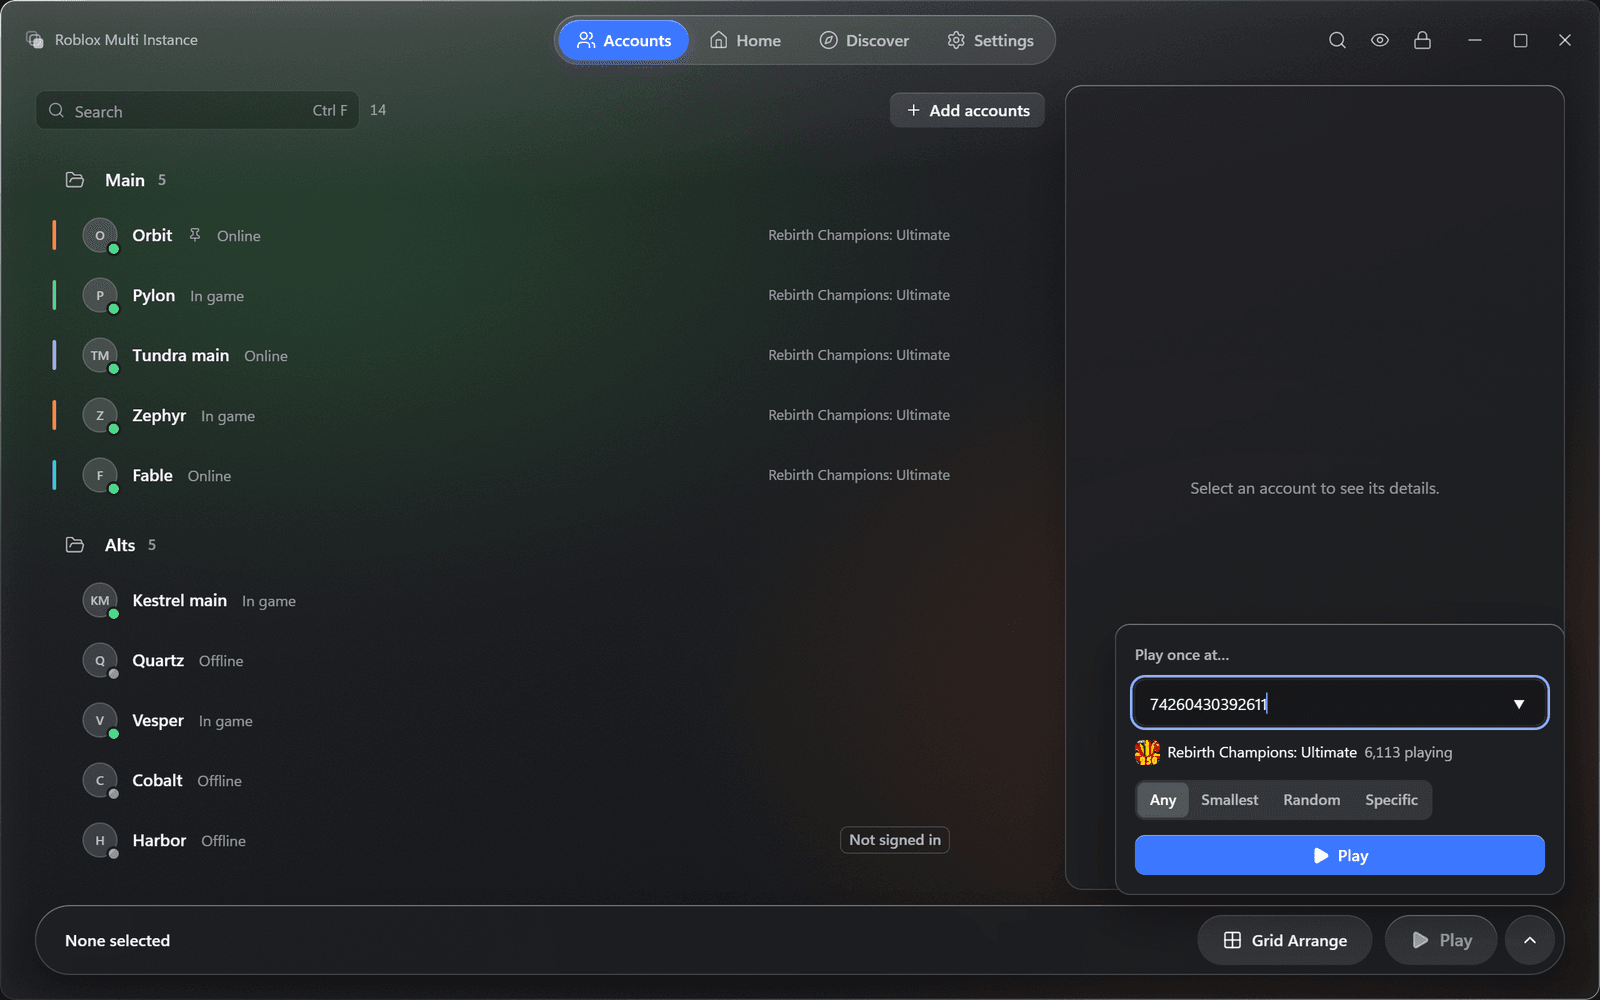 Roblox Multi Instance
Accounts
Home
Discover
Settings
Search
Ctrl F
14
Add accounts
Main 5
O Orbit Online Rebirth Champions: Ultimate
P Pylon In game Rebirth Champions: Ultimate
TM Tundra main Online Rebirth Champions: Ultimate
Z Zephyr In game Rebirth Champions: Ultimate
F Fable Online Rebirth Champions: Ultimate
Alts 5
KM Kestrel main In game
Q Quartz Offline
V Vesper In game
C Cobalt Offline
H Harbor Offline Not signed in
Select an account to see its details.
Play once at...
74260430392611
150 Rebirth Champions: Ultimate 6,113 playing
Any Smallest Random Specific
Play
None selected
Grid Arrange
Play